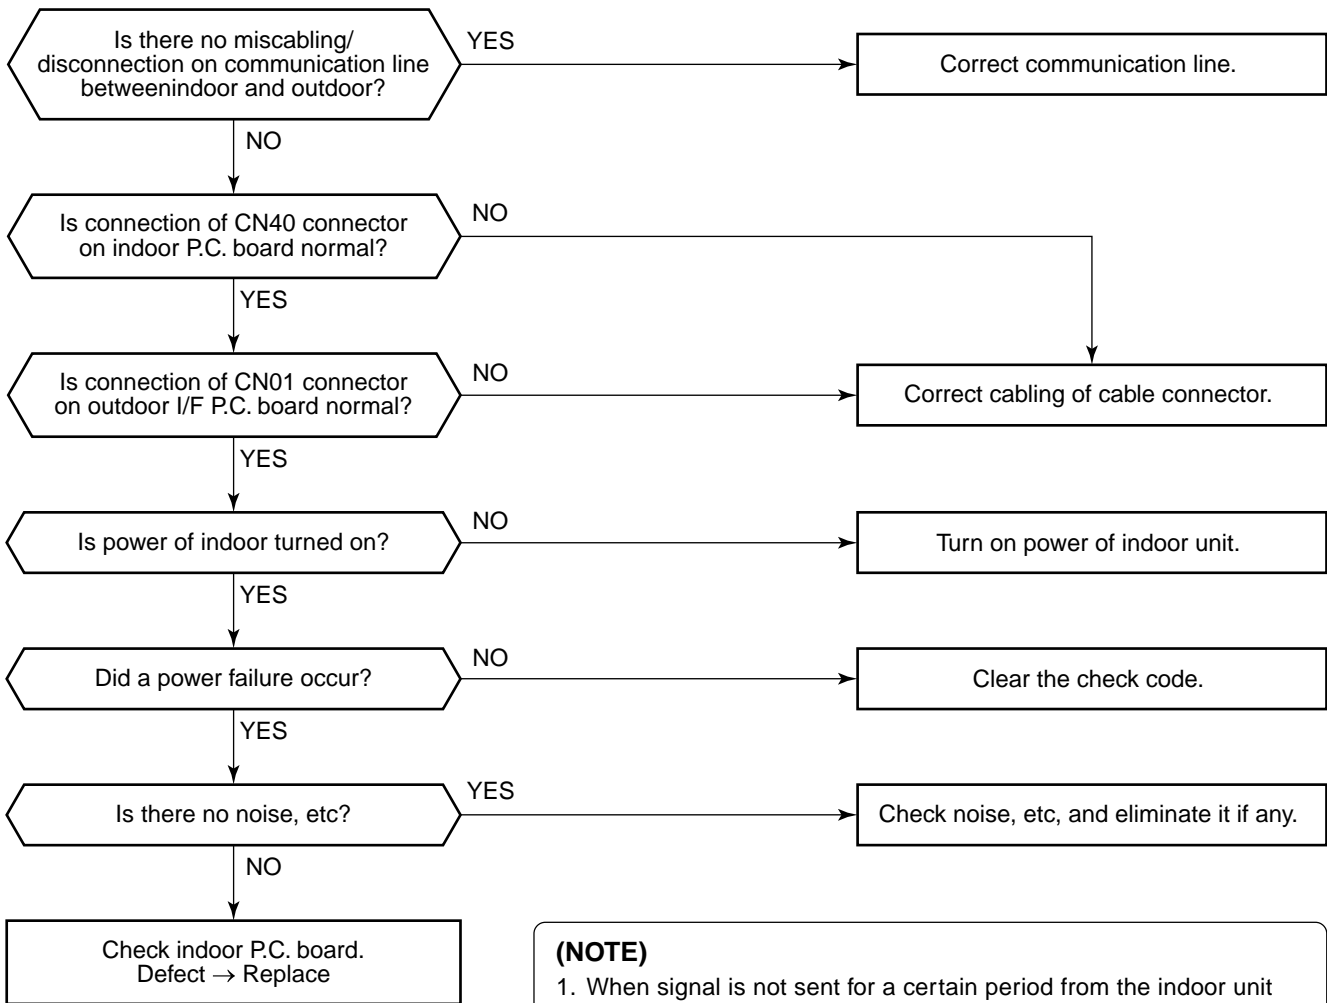 Is there no miscabling/
disconnection on communication line
betweenindoor and outdoor?
YES
Correct communication line.
NO
Is connection of CN40 connector
on indoor P.C. board normal?
NO
YES
Is connection of CN01 connector
on outdoor I/F P.C. board normal?
NO
Correct cabling of cable connector.
YES
Is power of indoor turned on?
NO
Turn on power of indoor unit.
YES
Did a power failure occur?
NO
Clear the check code.
YES
Is there no noise, etc?
YES
Check noise, etc, and eliminate it if any.
NO
Check indoor P.C. board.
Defect → Replace
(NOTE)
1. When signal is not sent for a certain period from the indoor unit